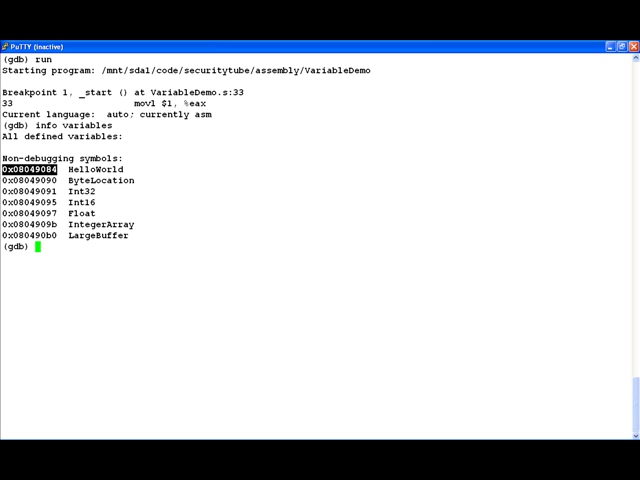 PuTTY (inactive)
(gdb) run
Starting program: /mnt/sda1/code/securitytube/assembly/VariableDemo
Breakpoint 1, _start () at VariableDemo.s:33
33 movl $1, %eax
Current language: auto; currently asm
(gdb) info variables
All defined variables:
Non-debugging symbols:
0x08049084 HelloWorld
0x08049090 ByteLocation
0x08049091 Int32
0x08049095 Int16
0x08049097 Float
0x0804909b IntegerArray
0x080490b0 LargeBuffer
(gdb)